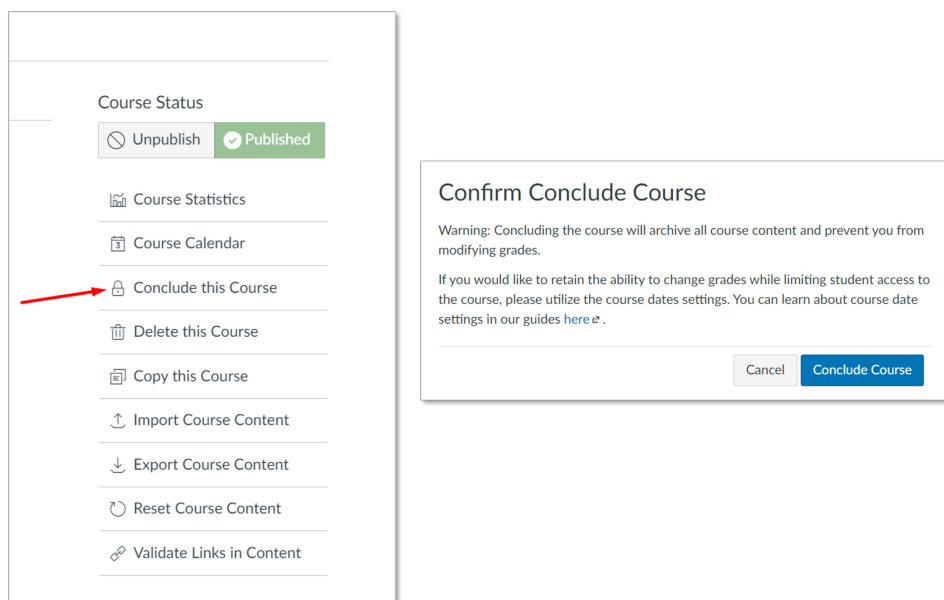 Course Status
Unpublish
Published
Course Statistics
3
Course Calendar
Conclude this Course
Delete this Course
Copy this Course
Import Course Content
Export Course Content
Reset Course Content
Validate Links in Content
Confirm Conclude Course
Warning: Concluding the course will archive all course content and prevent you from
modifying grades.
If you would like to retain the ability to change grades while limiting student access to
the course, please utilize the course dates settings. You can learn about course date
settings in our guides here .
Cancel
Conclude Course